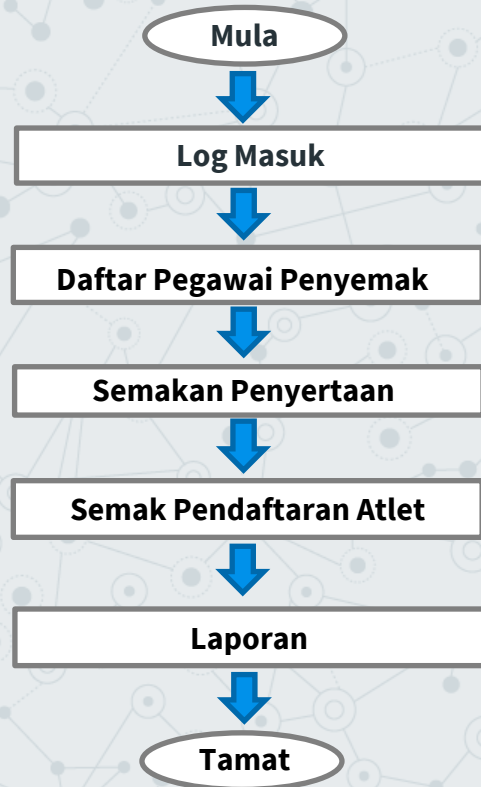 Mula
Log Masuk
Daftar Pegawai Penyemak
Semakan Penyertaan
Semak Pendaftaran Atlet
Laporan
Tamat